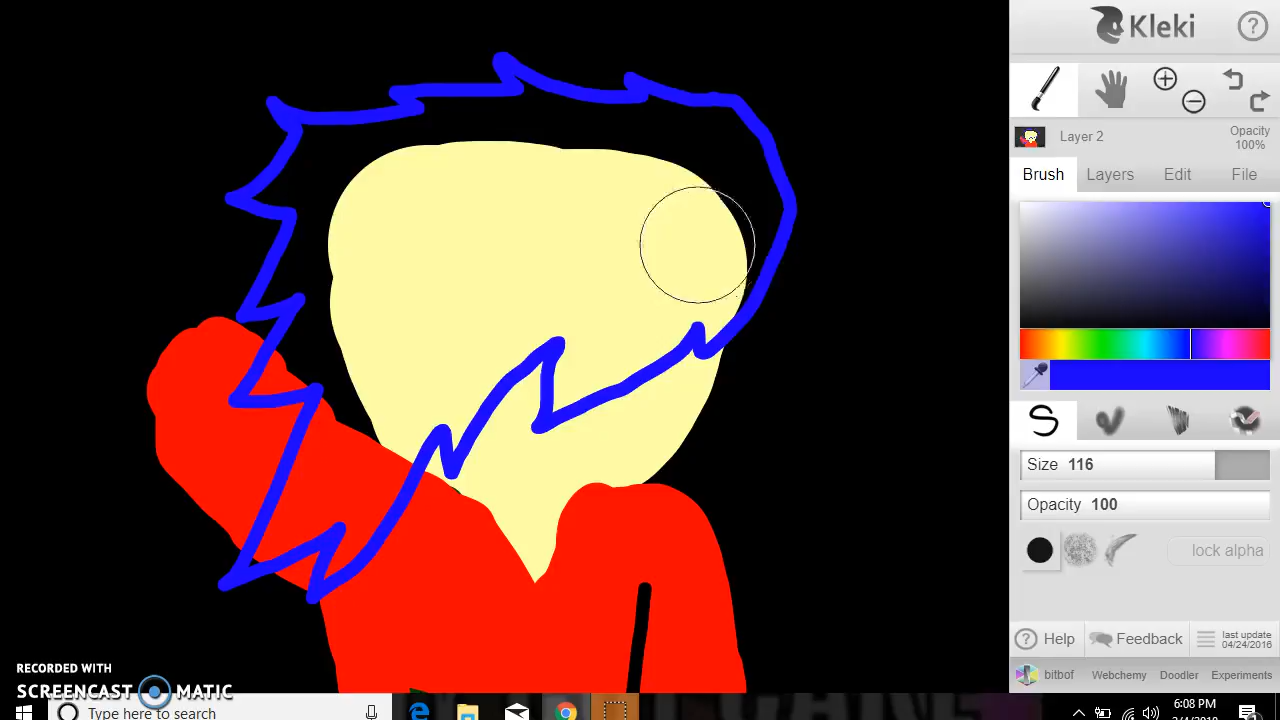 Kleki
?
Layer 2
Opacity
100%
Brush Layers Edit File
Size 116
Opacity 100
lock alpha
? Help Feedback last update
04/24/2016
bitbof Webchemy Doodler Experiments
RECORDED WITH
SCREENCAST MATIC
Type here to search
6:08 PM